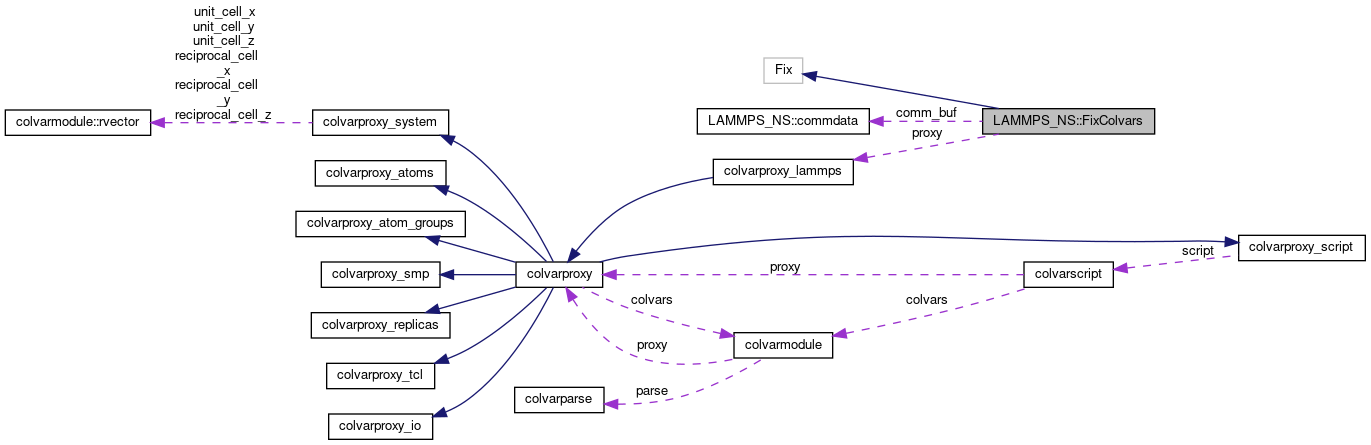 unit_cell_x
unit_cell_y
unit_cell_z
reciprocal_cell
_x
reciprocal_cell
_y
reciprocal_cell_z
colvarmodule::rvector
colvarproxy_system
colvarproxy_atoms
colvarproxy_atom_groups
colvarproxy_smp
colvarproxy_replicas
colvarproxy_tcl
colvarproxy_io
colvarproxy
Fix
LAMMPS_NS::commdata
comm_buf
LAMMPS_NS::FixColvars
proxy
colvarproxy_lammps
colvarproxy_script
script
colvarscript
proxy
colvars
colvars
colvarmodule
proxy
parse
colvarparse